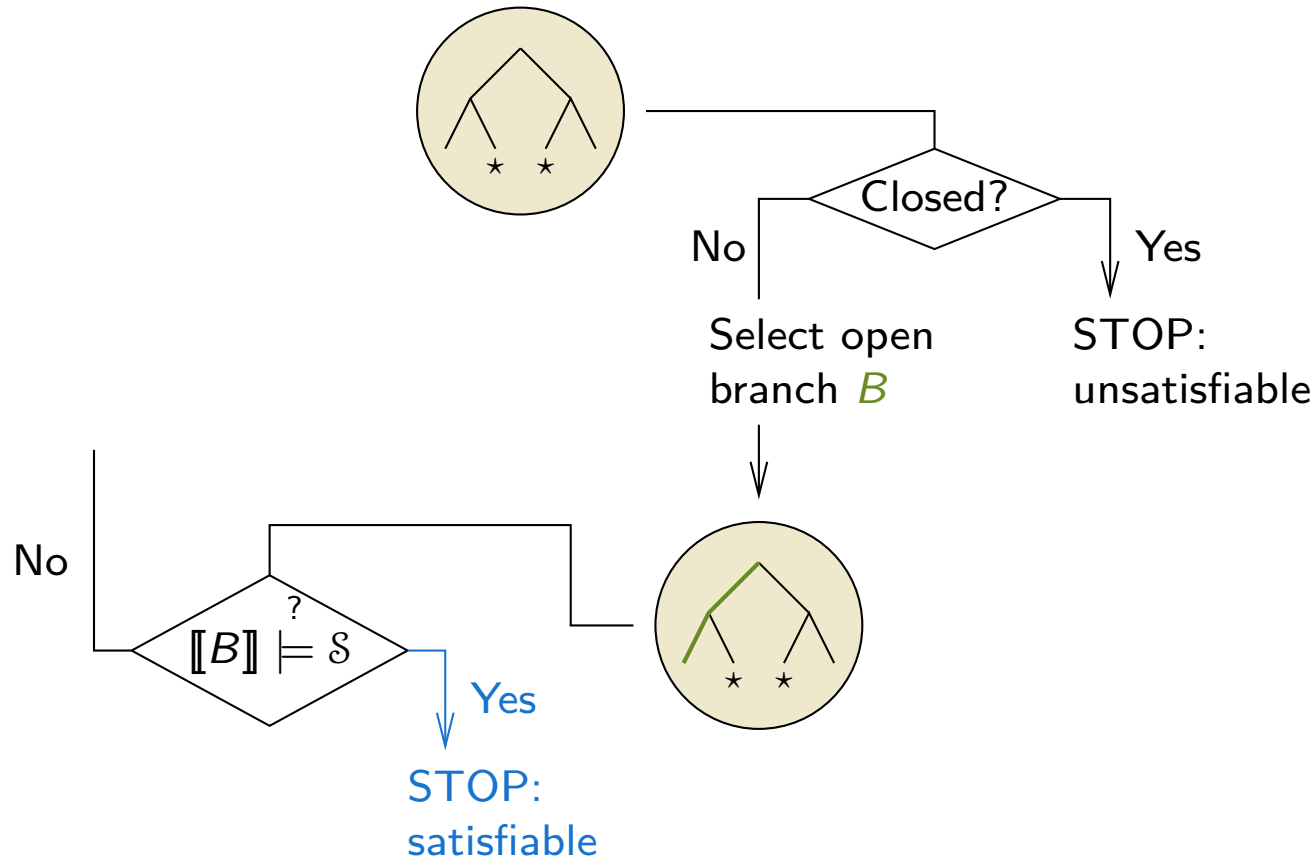 Closed?
No
Yes
Select open
branch B
STOP:
unsatisfiable
No
?
⟦B⟧ ⊨ 𝒮
Yes
⋆ ⋆
⋆ ⋆
STOP:
satisfiable